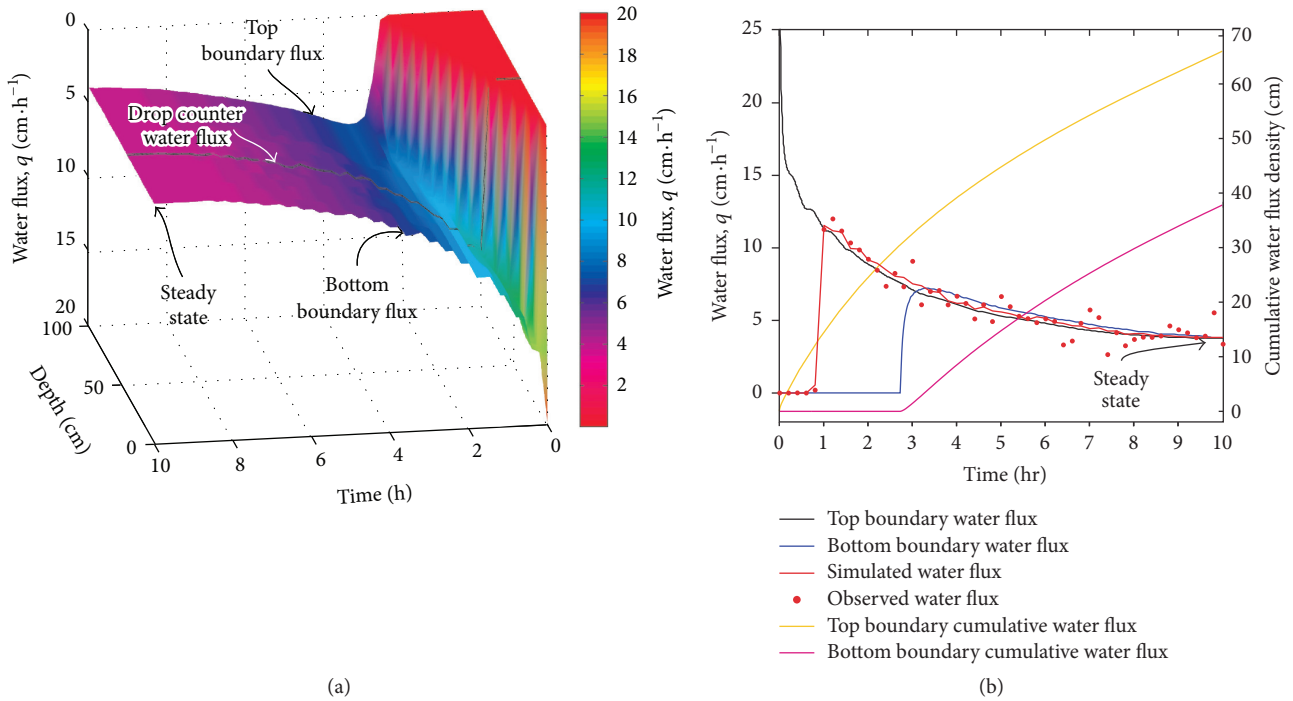 0
5
10
15
20
Water flux, q (cm·h⁻¹)
100
50
0
Depth (cm)
10
8
6
4
2
0
Time (h)
Top
boundary flux
Drop counter
water flux
Steady
state
Bottom
boundary flux
20
18
16
14
12
10
8
6
4
2
Water flux, q (cm·h⁻¹)
(a)
25
20
15
10
5
0
Water flux, q (cm·h⁻¹)
70
60
50
40
30
20
10
0
Cumulative water flux density (cm)
0
1
2
3
4
5
6
7
8
9
10
Time (hr)
Steady
state
Top boundary water flux
Bottom boundary water flux
Simulated water flux
Observed water flux
Top boundary cumulative water flux
Bottom boundary cumulative water flux
(b)